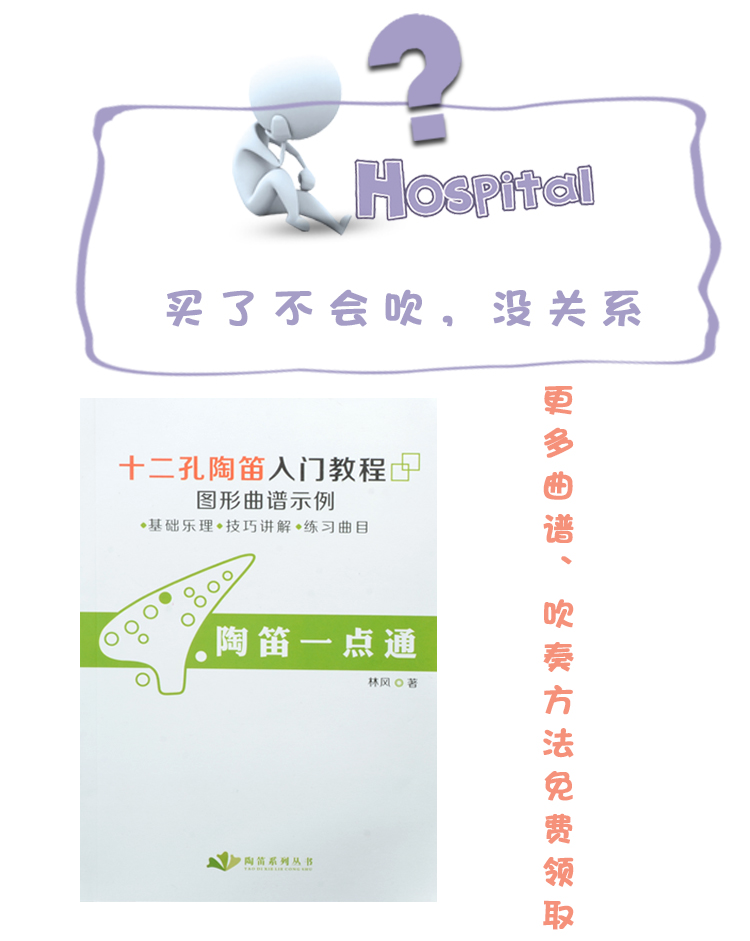 ?
Hospital
买了不会吹，没关系
更多曲谱、吹奏方法免费领取
十二孔陶笛入门教程
图形曲谱示例
◆基础乐理◆技巧讲解◆练习曲目
陶笛一点通
林风 著
陶笛系列丛书